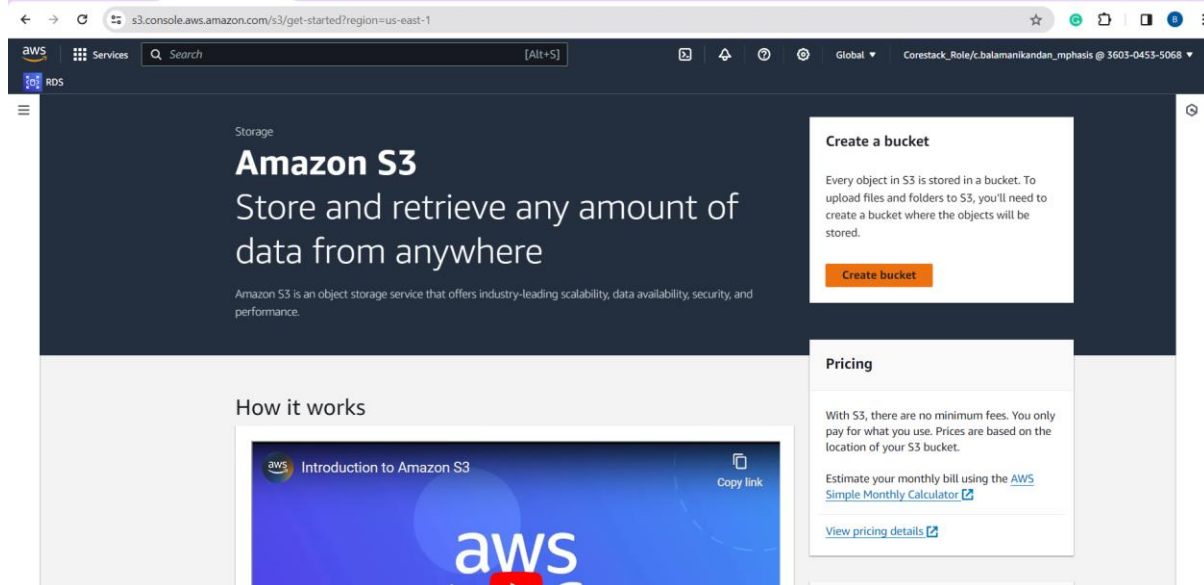 s3.console.aws.amazon.com/s3/get-started?region=us-east-1
aws
Services
Search
[Alt+S]
Global
Corestack_Role/c.balamanikandan_mphasis @ 3603-0453-5068
RDS
Storage
Amazon S3
Store and retrieve any amount of
data from anywhere
Amazon S3 is an object storage service that offers industry-leading scalability, data availability, security, and
performance.
Create a bucket
Every object in S3 is stored in a bucket. To
upload files and folders to S3, you'll need to
create a bucket where the objects will be
stored.
Create bucket
Pricing
With S3, there are no minimum fees. You only
pay for what you use. Prices are based on the
location of your S3 bucket.
Estimate your monthly bill using the AWS
Simple Monthly Calculator
View pricing details
How it works
aws
Introduction to Amazon S3
Copy link
aws